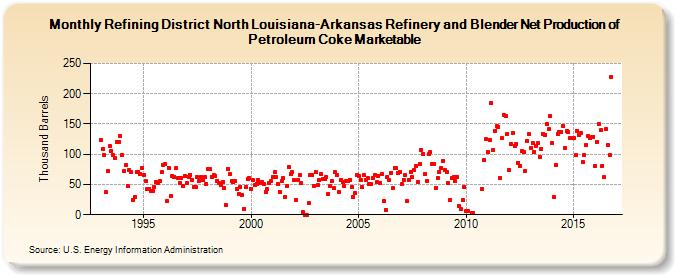 Monthly Refining District North Louisiana-Arkansas Refinery and Blender Net Production of
Petroleum Coke Marketable
Thousand Barrels
250
200
150
100
50
0
1995
2000
2005
2010
2015
Source: U.S. Energy Information Administration